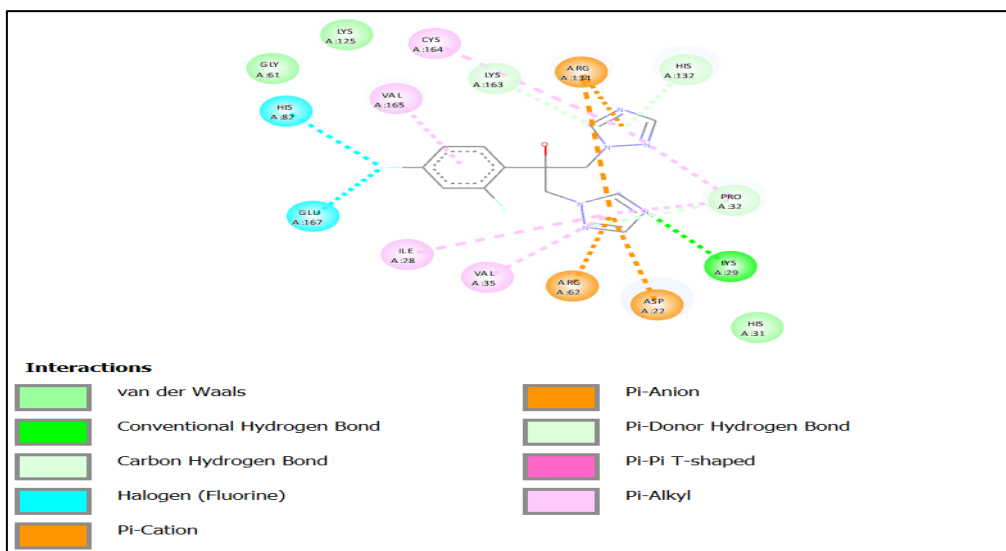 LYS
A:125
CYS
A:164
GLY
A:61
LYS
A:163
ARG
HIS
A:132
HIS
A:82
VAL
A:165
O
N
N
N
N
N
N
PRO
A:32
GLU
A:167
ILE
A:28
VAL
A:35
ARG
A:62
ASP
A:22
A:29
HIS
A:31
Interactions
van der Waals
Conventional Hydrogen Bond
Carbon Hydrogen Bond
Halogen (Fluorine)
Pi-Cation
Pi-Anion
Pi-Donor Hydrogen Bond
Pi-Pi T-shaped
Pi-Alkyl